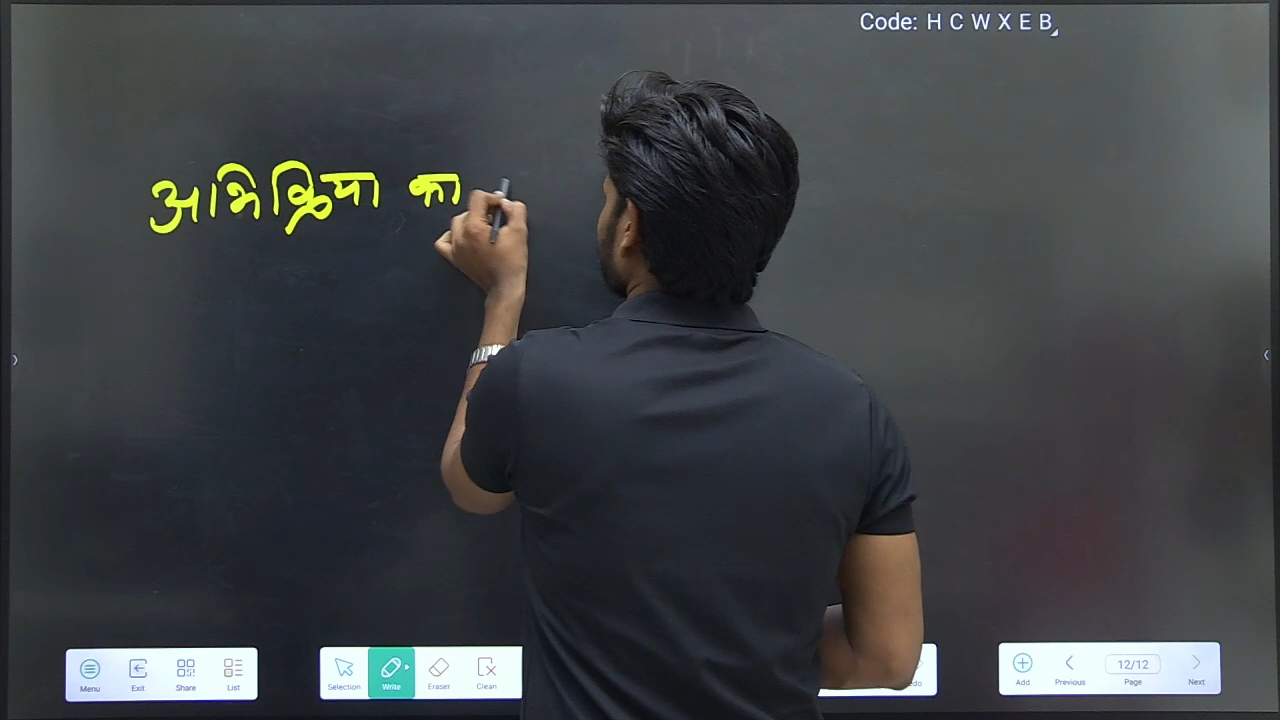 Code: H C W X E B
अभिक्रिया का
Menu Exit Share List
Selection Write Eraser Clean
Add Previous 12/12 Page Next